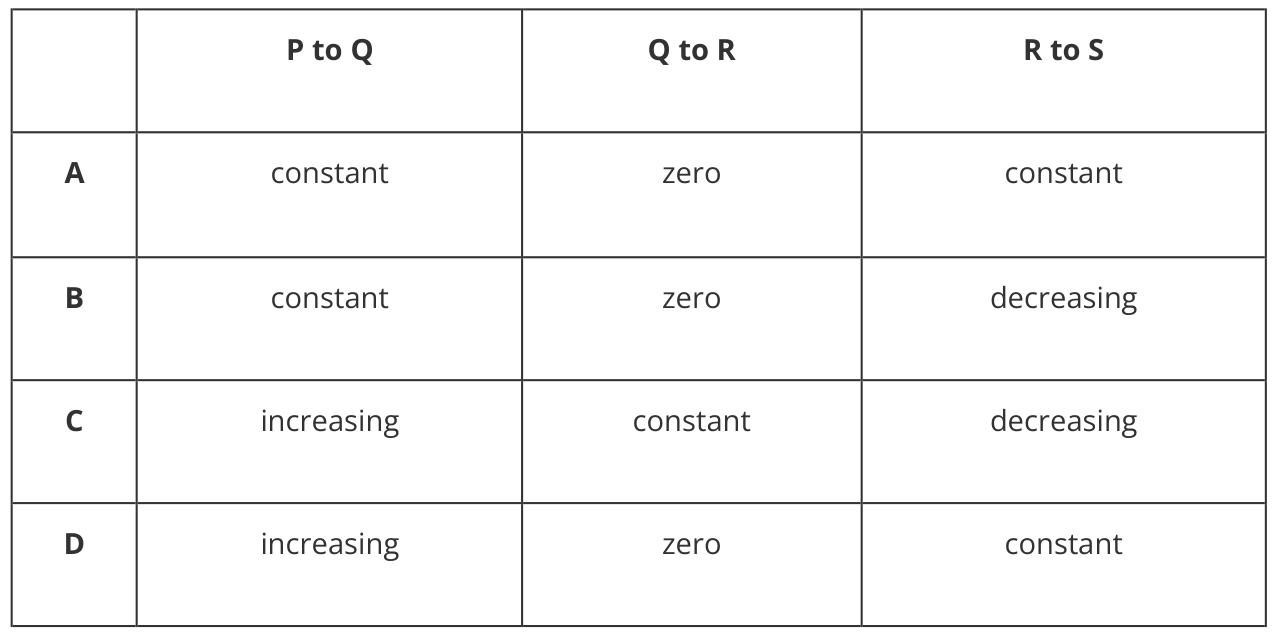 P to Q Q to R R to S
A constant zero constant
B constant zero decreasing
C increasing constant decreasing
D increasing zero constant